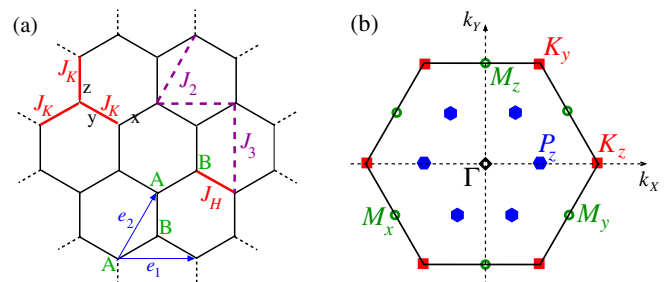 (a)
J_2
J_K
z
J_K
J_K
y
x
J_3
B
A
J_H
e_2
B
A
e_1
(b)
k_Y
K_y
M_z
P_z
K_z
Γ
k_X
M_x
M_y